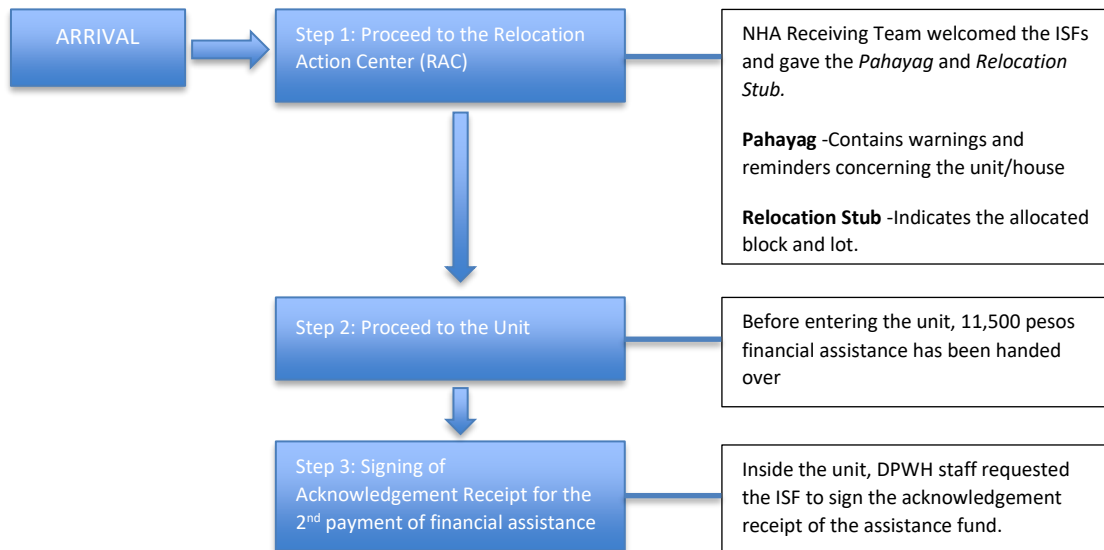 ARRIVAL
Step 1: Proceed to the Relocation
Action Center (RAC)
NHA Receiving Team welcomed the ISFs
and gave the Pahayag and Relocation
Stub.
Pahayag -Contains warnings and
reminders concerning the unit/house
Relocation Stub -Indicates the allocated
block and lot.
Step 2: Proceed to the Unit
Before entering the unit, 11,500 pesos
financial assistance has been handed
over
Step 3: Signing of
Acknowledgement Receipt for the
2nd payment of financial assistance
Inside the unit, DPWH staff requested
the ISF to sign the acknowledgement
receipt of the assistance fund.